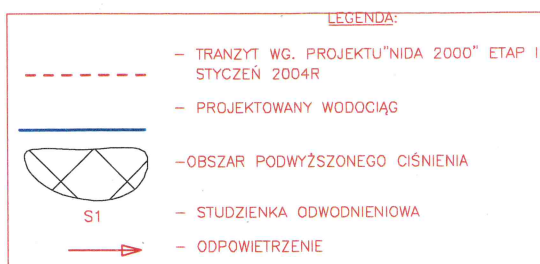 LEGENDA:
– TRANZYT WG. PROJEKTU"NIDA 2000" ETAP I
STYCZEŃ 2004R
– PROJEKTOWANY WODOCIĄG
–OBSZAR PODWYŻSZONEGO CIŚNIENIA
S1 – STUDZIENKA ODWODNIENIOWA
– ODPOWIETRZENIE